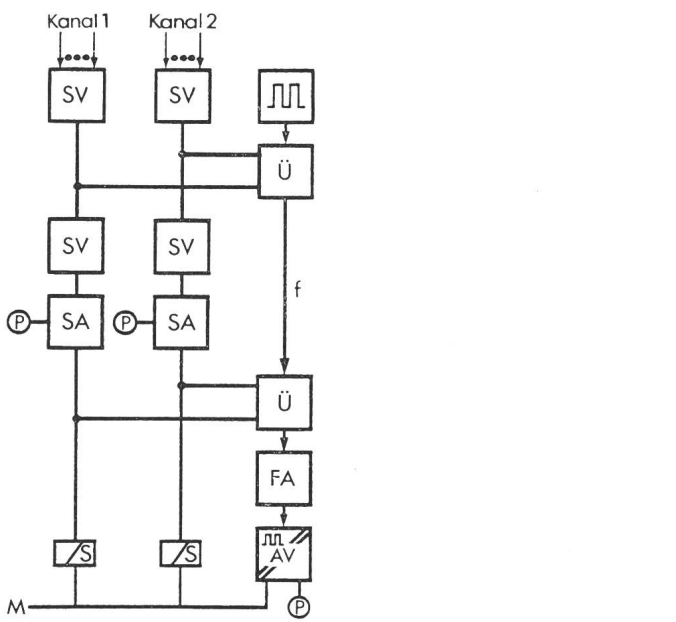 Kanal 1 Kanal 2
SV SV
Ü
SV SV
f
P SA P SA
Ü
FA
S S AV
M P